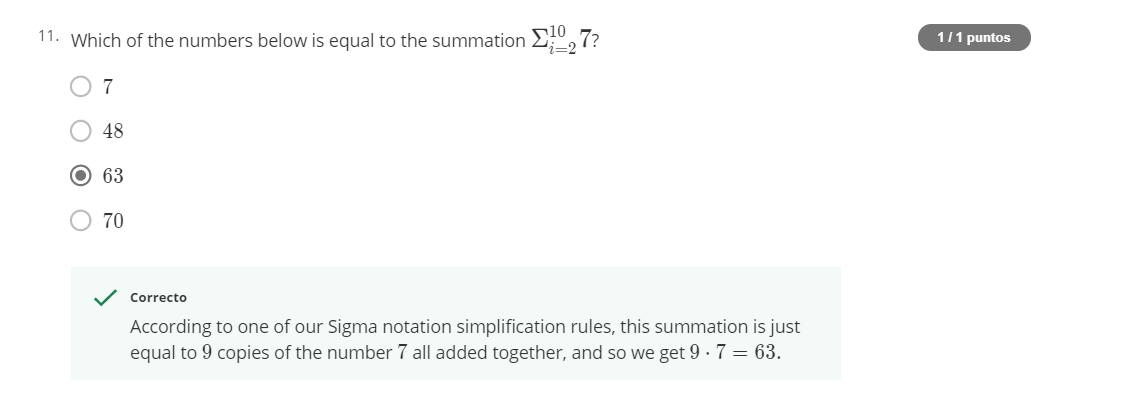 11. Which of the numbers below is equal to the summation $\Sigma_{i=2}^{10} 7$?
1 / 1 puntos
7
48
63
70
Correcto
According to one of our Sigma notation simplification rules, this summation is just
equal to 9 copies of the number 7 all added together, and so we get 9 · 7 = 63.